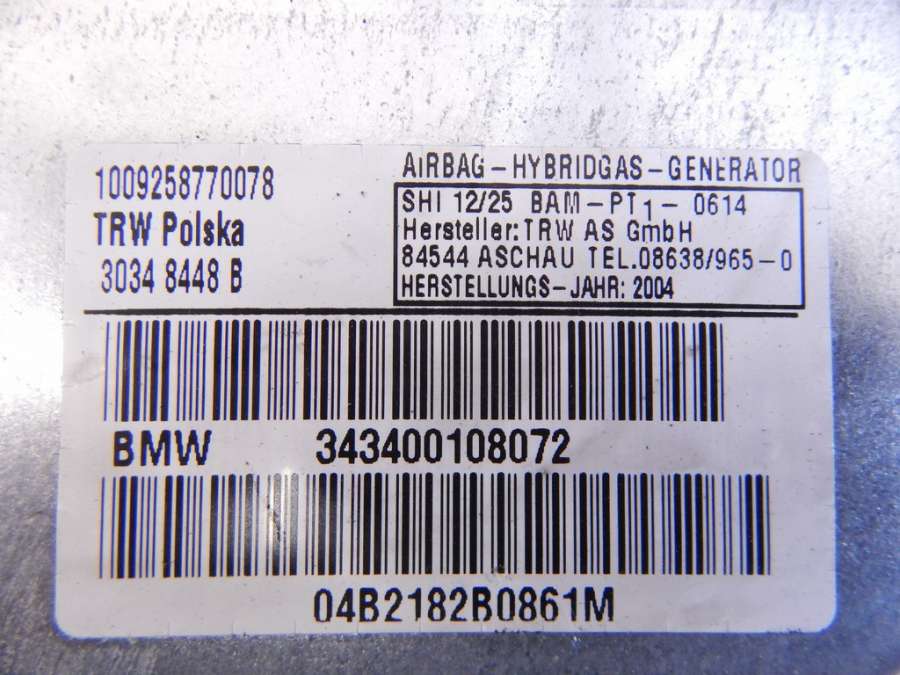 1009258770078
TRW Polska
3034 8448 B
AIRBAG-HYBRIDGAS-GENERATOR
SHI 12/25 BAM-PT1-0614
Hersteller: TRW AS GmbH
84544 ASCHAU TEL.08638/965-0
HERSTELLUNGS-JAHR: 2004
BMW 343400108072
04B2182B0861M